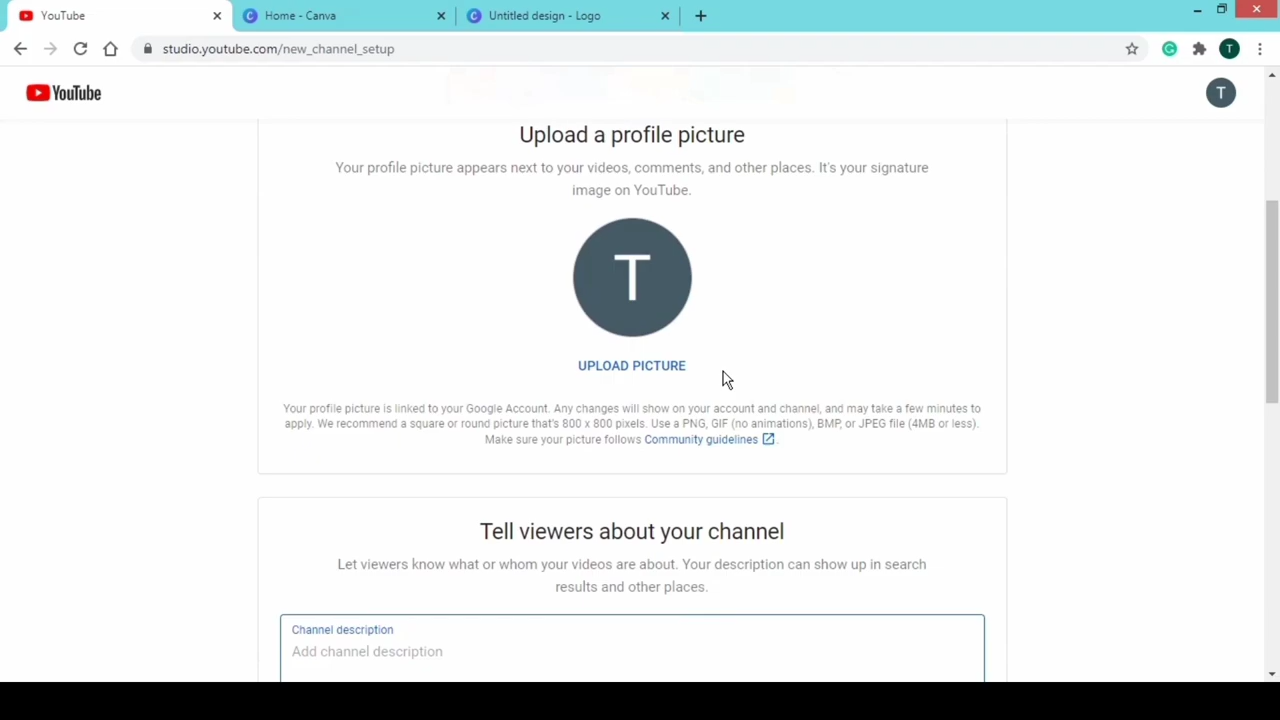 YouTube
Home - Canva
Untitled design - Logo
studio.youtube.com/new_channel_setup
T
YouTube
T
Upload a profile picture
Your profile picture appears next to your videos, comments, and other places. It's your signature
image on YouTube.
T
UPLOAD PICTURE
Your profile picture is linked to your Google Account. Any changes will show on your account and channel, and may take a few minutes to
apply. We recommend a square or round picture that's 800 x 800 pixels. Use a PNG, GIF (no animations), BMP, or JPEG file (4MB or less).
Make sure your picture follows Community guidelines .
Tell viewers about your channel
Let viewers know what or whom your videos are about. Your description can show up in search
results and other places.
Channel description
Add channel description